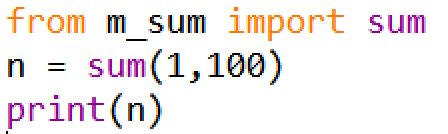 from m_sum import sum
n = sum(1,100)
print(n)